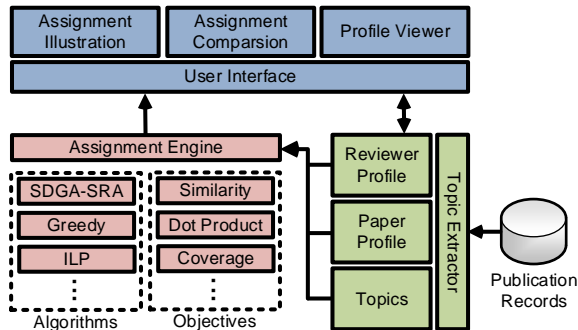 Assignment
Illustration
Assignment
Comparsion
Profile Viewer
User Interface
Assignment Engine
SDGA-SRA
Greedy
ILP
⋮
Algorithms
Similarity
Dot Product
Coverage
⋮
Objectives
Reviewer
Profile
Paper
Profile
Topics
Topic Extractor
Publication
Records